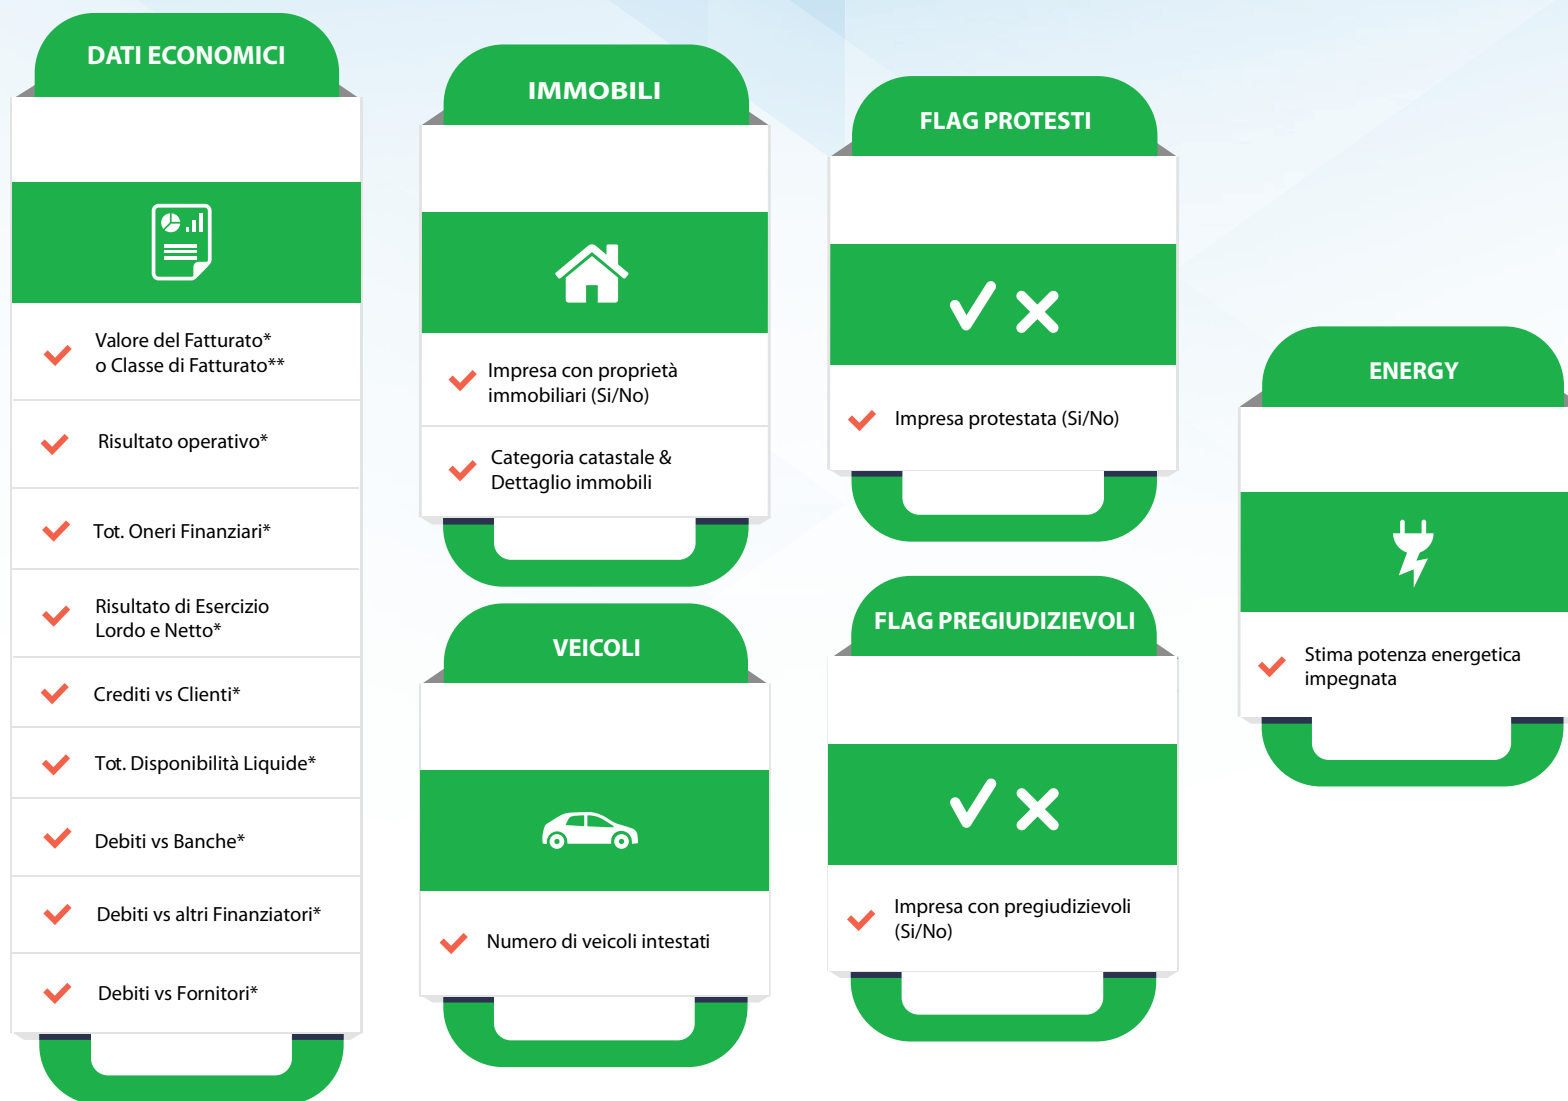 DATI ECONOMICI
Valore del Fatturato*
o Classe di Fatturato**
Risultato operativo*
Tot. Oneri Finanziari*
Risultato di Esercizio
Lordo e Netto*
Crediti vs Clienti*
Tot. Disponibilità Liquide*
Debiti vs Banche*
Debiti vs altri Finanziatori*
Debiti vs Fornitori*
IMMOBILI
Impresa con proprietà
immobiliari (Si/No)
Categoria catastale &
Dettaglio immobili
VEICOLI
Numero di veicoli intestati
FLAG PROTESTI
Impresa protestata (Si/No)
FLAG PREGIUDIZIEVOLI
Impresa con pregiudizievoli
(Si/No)
ENERGY
Stima potenza energetica
impegnata